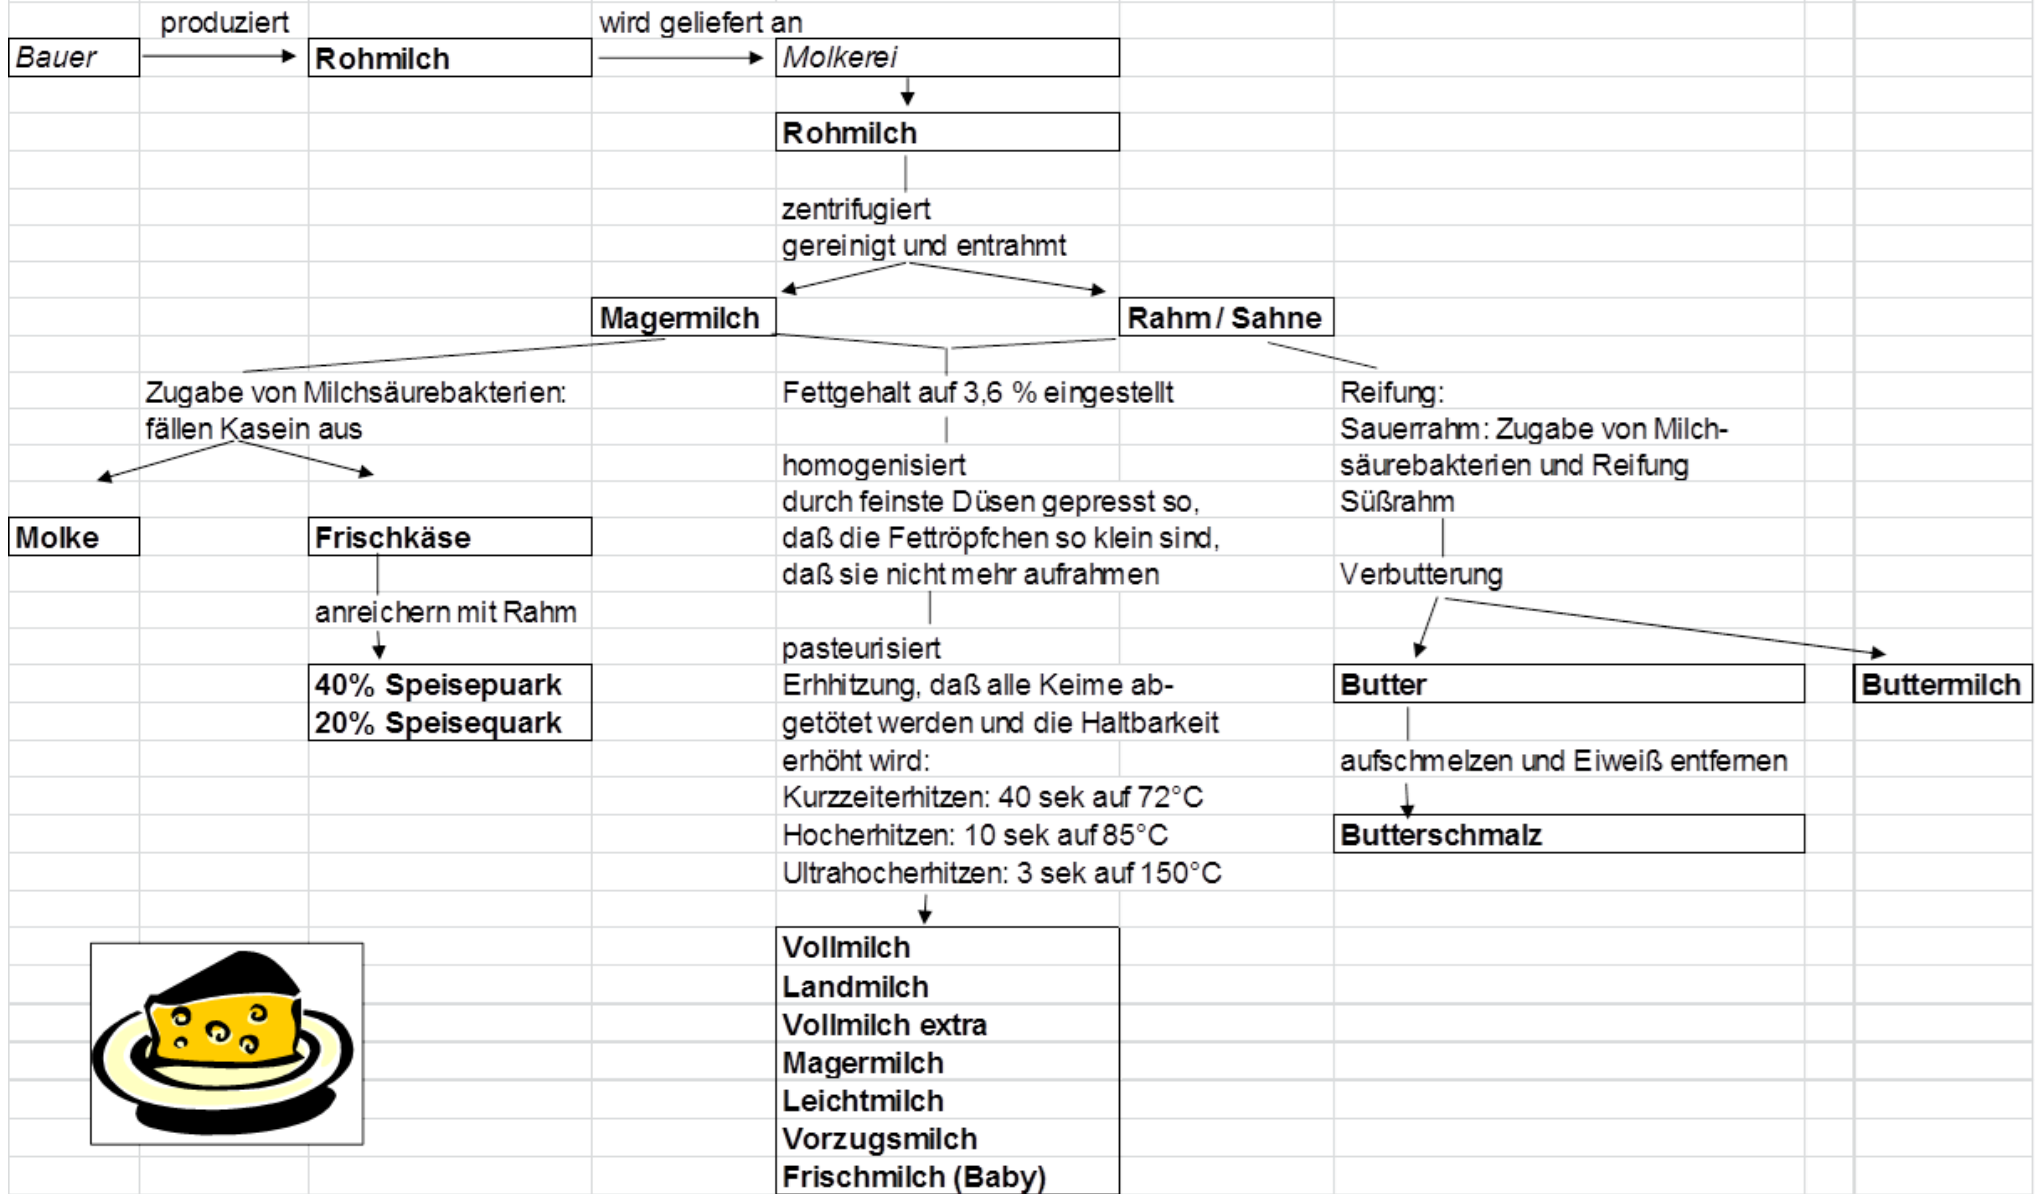 produziert
wird geliefert an
Bauer
Rohmilch
Molkerei
Rohmilch
zentrifugiert
gereinigt und entrahmt
Magermilch
Rahm / Sahne
Zugabe von Milchsäurebakterien:
fällen Kasein aus
Molke
Frischkäse
anreichern mit Rahm
40% Speisepuark
20% Speisequark
Fettgehalt auf 3,6 % eingestellt
homogenisiert
durch feinste Düsen gepresst so,
daß die Fettröpfchen so klein sind,
daß sie nicht mehr aufrahmen
pasteurisiert
Erhhitzung, daß alle Keime ab-
getötet werden und die Haltbarkeit
erhöht wird:
Kurzzeiterhitzen: 40 sek auf 72°C
Hocherhitzen: 10 sek auf 85°C
Ultrahocherhitzen: 3 sek auf 150°C
Vollmilch
Landmilch
Vollmilch extra
Magermilch
Leichtmilch
Vorzugsmilch
Frischmilch (Baby)
Reifung:
Sauerrahm: Zugabe von Milch-
säurebakterien und Reifung
Süßrahm
Verbutterung
Butter
Buttermilch
aufschmelzen und Eiweiß entfernen
Butterschmalz